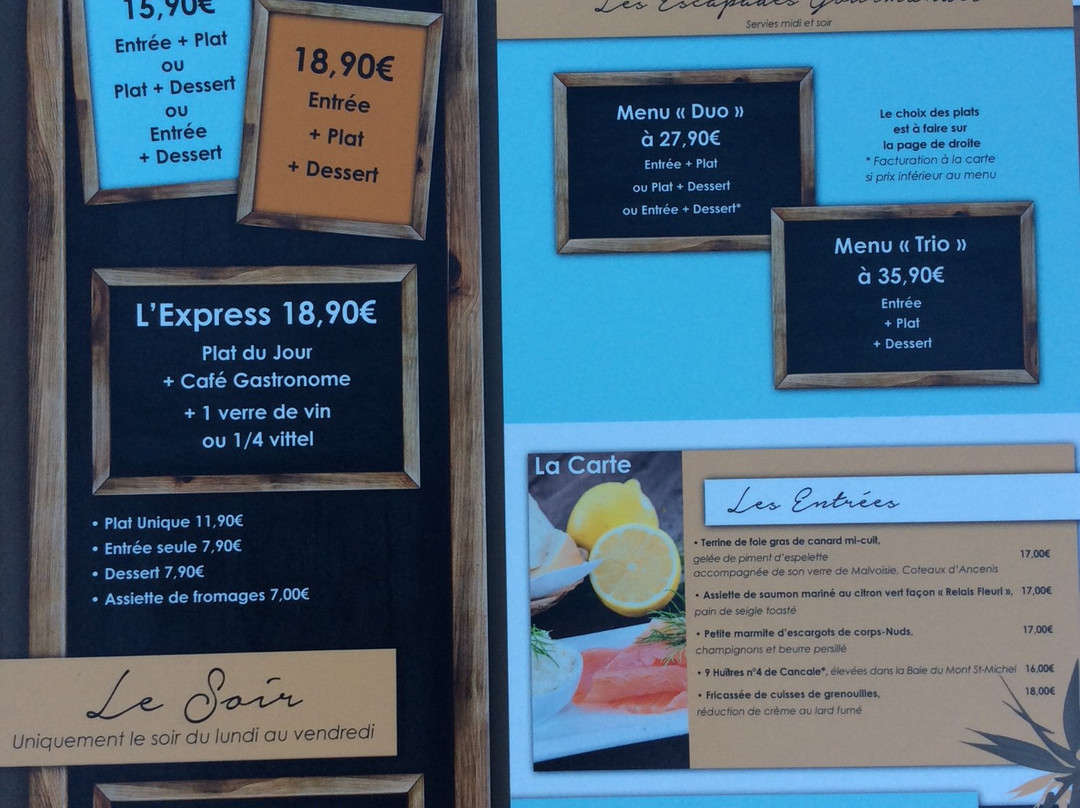 15,90€
Entrée + Plat
ou
Plat + Dessert
ou
Entrée
+ Dessert
18,90€
Entrée
+ Plat
+ Dessert
L'Express 18,90€
Plat du Jour
+ Café Gastronome
+ 1 verre de vin
ou 1/4 vittel
• Plat Unique 11,90€
• Entrée seule 7,90€
• Dessert 7,90€
• Assiette de fromages 7,00€
Le Soir
Uniquement le soir du lundi au vendredi
Les Escapades Gourmandes
Servies midi et soir
Menu « Duo »
à 27,90€
Entrée + Plat
ou Plat + Dessert
ou Entrée + Dessert*
Le choix des plats
est à faire sur
la page de droite
* Facturation à la carte
si prix inférieur au menu
Menu « Trio »
à 35,90€
Entrée
+ Plat
+ Dessert
La Carte
Les Entrées
• Terrine de foie gras de canard mi-cuit,
gelée de piment d'espelette 17,00€
accompagnée de son verre de Malvoisie, Coteaux d'Ancenis
• Assiette de saumon mariné au citron vert façon « Relais Fleuri », 17,00€
pain de seigle toasté
• Petite marmite d'escargots de corps-Nuds, 17,00€
champignons et beurre persillé
• 9 Huîtres n°4 de Cancale*, élevées dans la Baie du Mont St-Michel 16,00€
• Fricassée de cuisses de grenouilles, 18,00€
réduction de crème au lard fumé